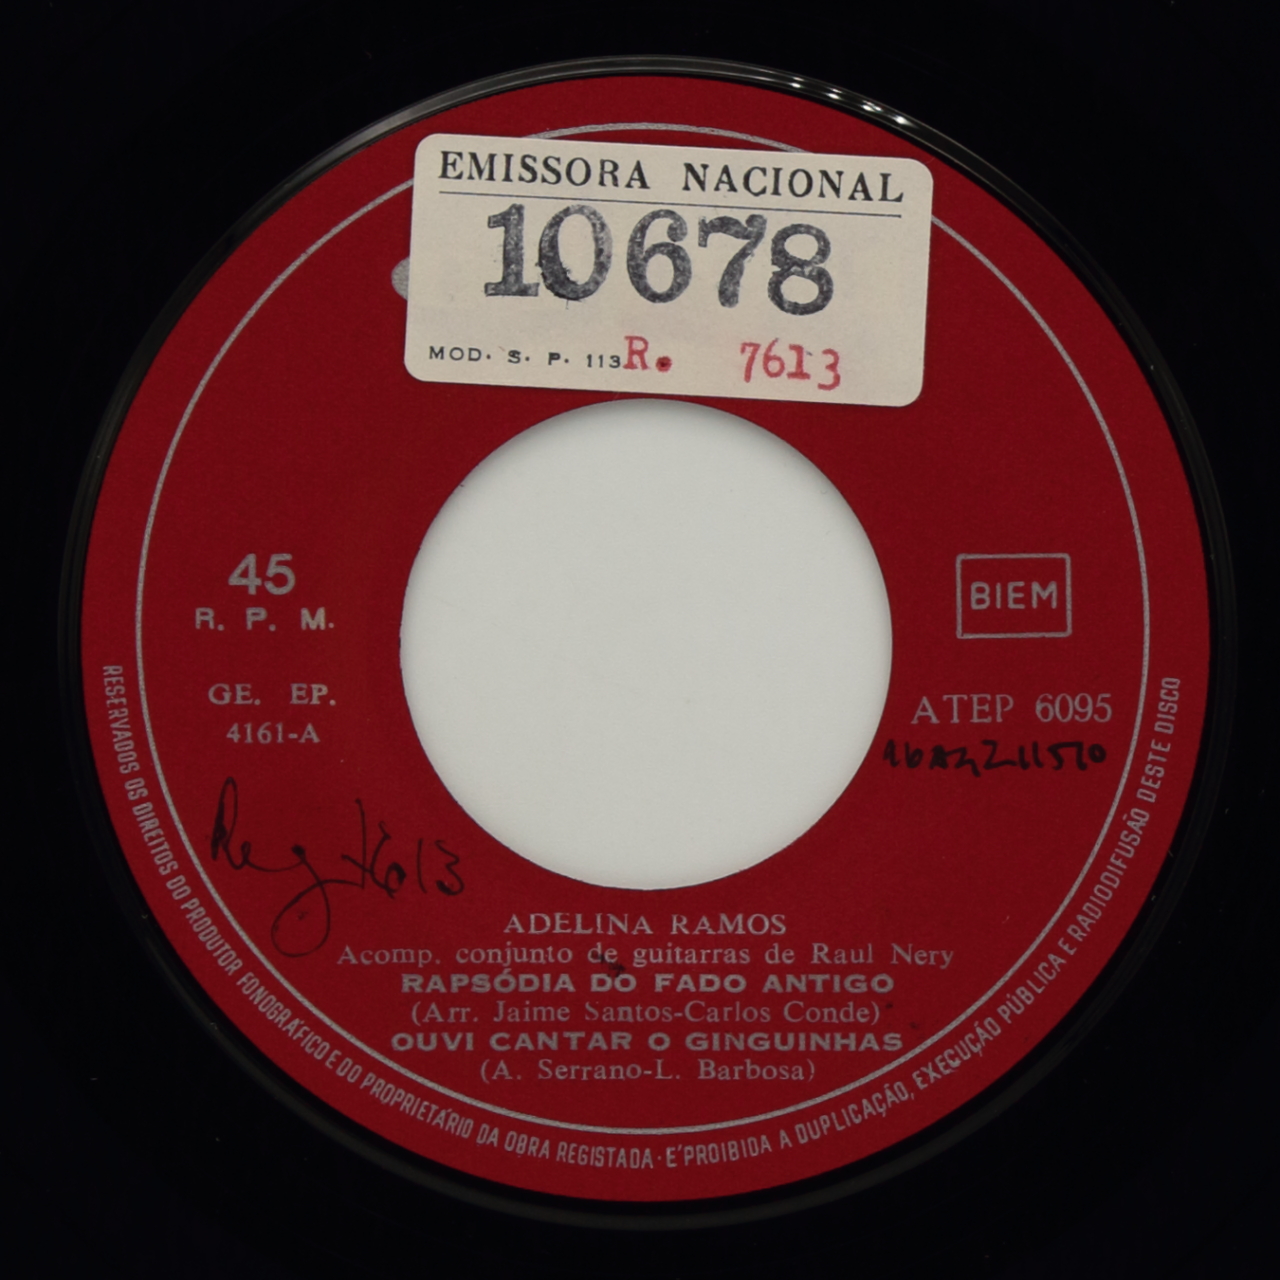 EMISSORA NACIONAL
10678
MOD. S. P. 113 R. 7613
45
R. P. M.
BIEM
GE. EP.
4161-A
ATEP 6095
Reg 7613
ADELINA RAMOS
Acomp. conjunto de guitarras de Raul Nery
RAPSÓDIA DO FADO ANTIGO
(Arr. Jaime Santos-Carlos Conde)
OUVI CANTAR O GINGUINHAS
(A. Serrano-L. Barbosa)
RESERVADOS OS DIREITOS DO PRODUTOR FONOGRÁFICO E DO PROPRIETÁRIO DA OBRA REGISTADA · E' PROIBIDA A DUPLICAÇÃO, EXECUÇÃO PÚBLICA E RADIODIFUSÃO DESTE DISCO